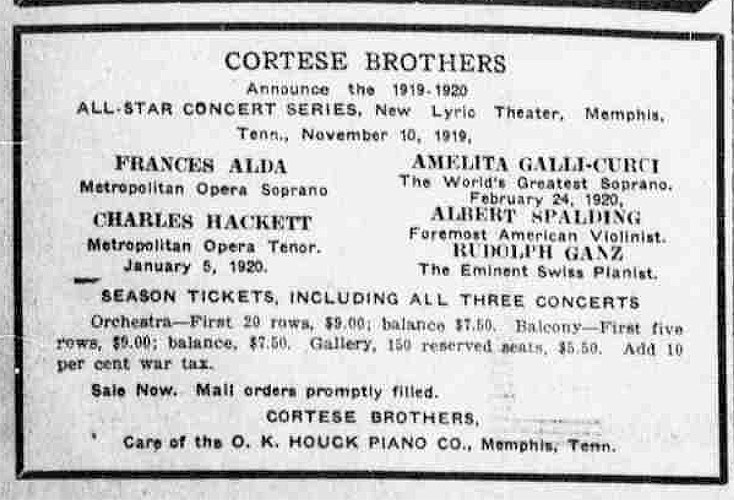 CORTESE BROTHERS
Announce the 1919-1920
ALL-STAR CONCERT SERIES, New Lyric Theater, Memphis,
Tenn., November 10, 1919,
FRANCES ALDA
Metropolitan Opera Soprano
CHARLES HACKETT
Metropolitan Opera Tenor.
January 5, 1920.
AMELITA GALLI-CURCI
The World's Greatest Soprano.
February 24, 1920,
ALBERT SPALDING
Foremost American Violinist.
RUDOLPH GANZ
The Eminent Swiss Pianist.
SEASON TICKETS, INCLUDING ALL THREE CONCERTS
Orchestra—First 20 rows, $9.00; balance $7.50. Balcony—First five
rows, $9.00; balance, $7.50. Gallery, 150 reserved seats, $5.50. Add 10
per cent war tax.
Sale Now. Mail orders promptly filled.
CORTESE BROTHERS,
Care of the O. K. HOUCK PIANO CO., Memphis, Tenn.